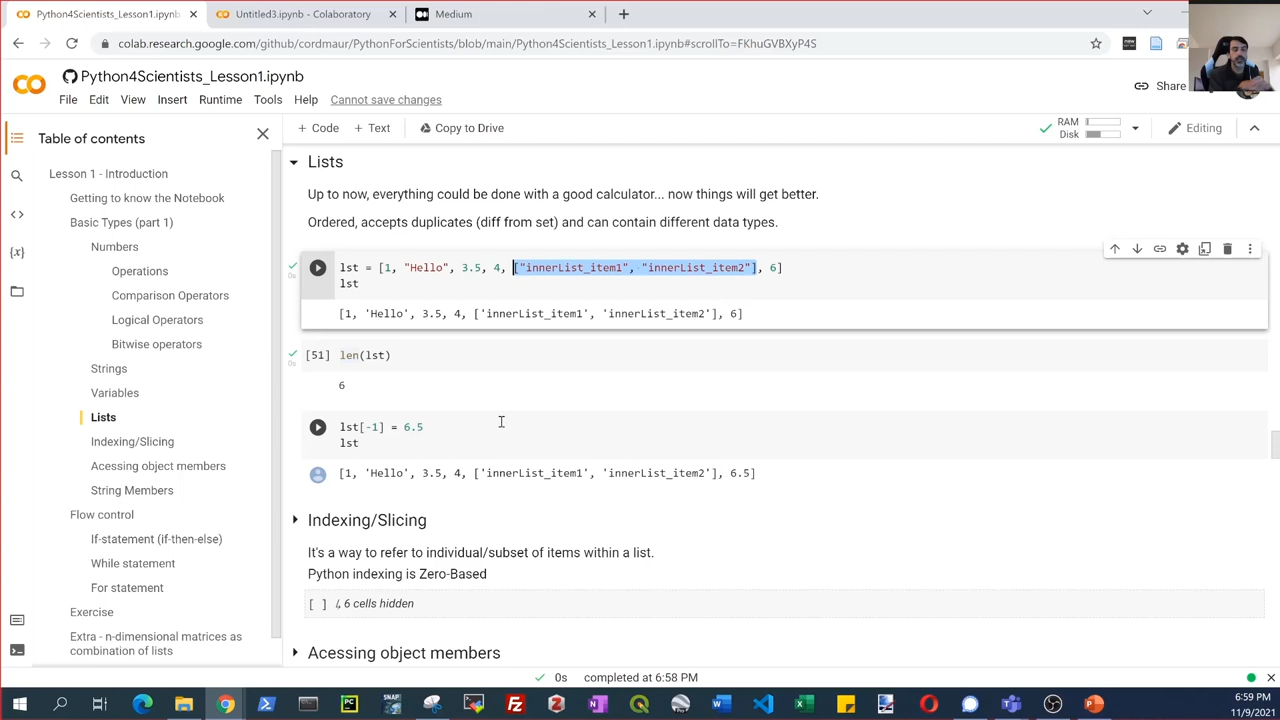 Python4Scientists_Lesson1.ipynb
Untitled3.ipynb - Colaboratory
Medium
colab.research.google.com/github/cordmaur/PythonForScientists/blob/main/Python4Scientists_Lesson1.ipynb#scrollTo=FKhuGVBXyP4S
Python4Scientists_Lesson1.ipynb
File Edit View Insert Runtime Tools Help Cannot save changes
Share
+ Code + Text Copy to Drive
RAM
Disk
Editing
Table of contents
Lesson 1 - Introduction
Getting to know the Notebook
Basic Types (part 1)
Numbers
Operations
Comparison Operators
Logical Operators
Bitwise operators
Strings
Variables
Lists
Indexing/Slicing
Acessing object members
String Members
Flow control
If-statement (if-then-else)
While statement
For statement
Exercise
Extra - n-dimensional matrices as
combination of lists
Lists
Up to now, everything could be done with a good calculator... now things will get better.
Ordered, accepts duplicates (diff from set) and can contain different data types.
0s
lst = [1, "Hello", 3.5, 4, ["innerList_item1", "innerList_item2"], 6]
lst
[1, 'Hello', 3.5, 4, ['innerList_item1', 'innerList_item2'], 6]
0s
[51] len(lst)
6
lst[-1] = 6.5
lst
[1, 'Hello', 3.5, 4, ['innerList_item1', 'innerList_item2'], 6.5]
Indexing/Slicing
It's a way to refer to individual/subset of items within a list.
Python indexing is Zero-Based
[ ] ↳ 6 cells hidden
Acessing object members
0s completed at 6:58 PM
6:59 PM
11/9/2021